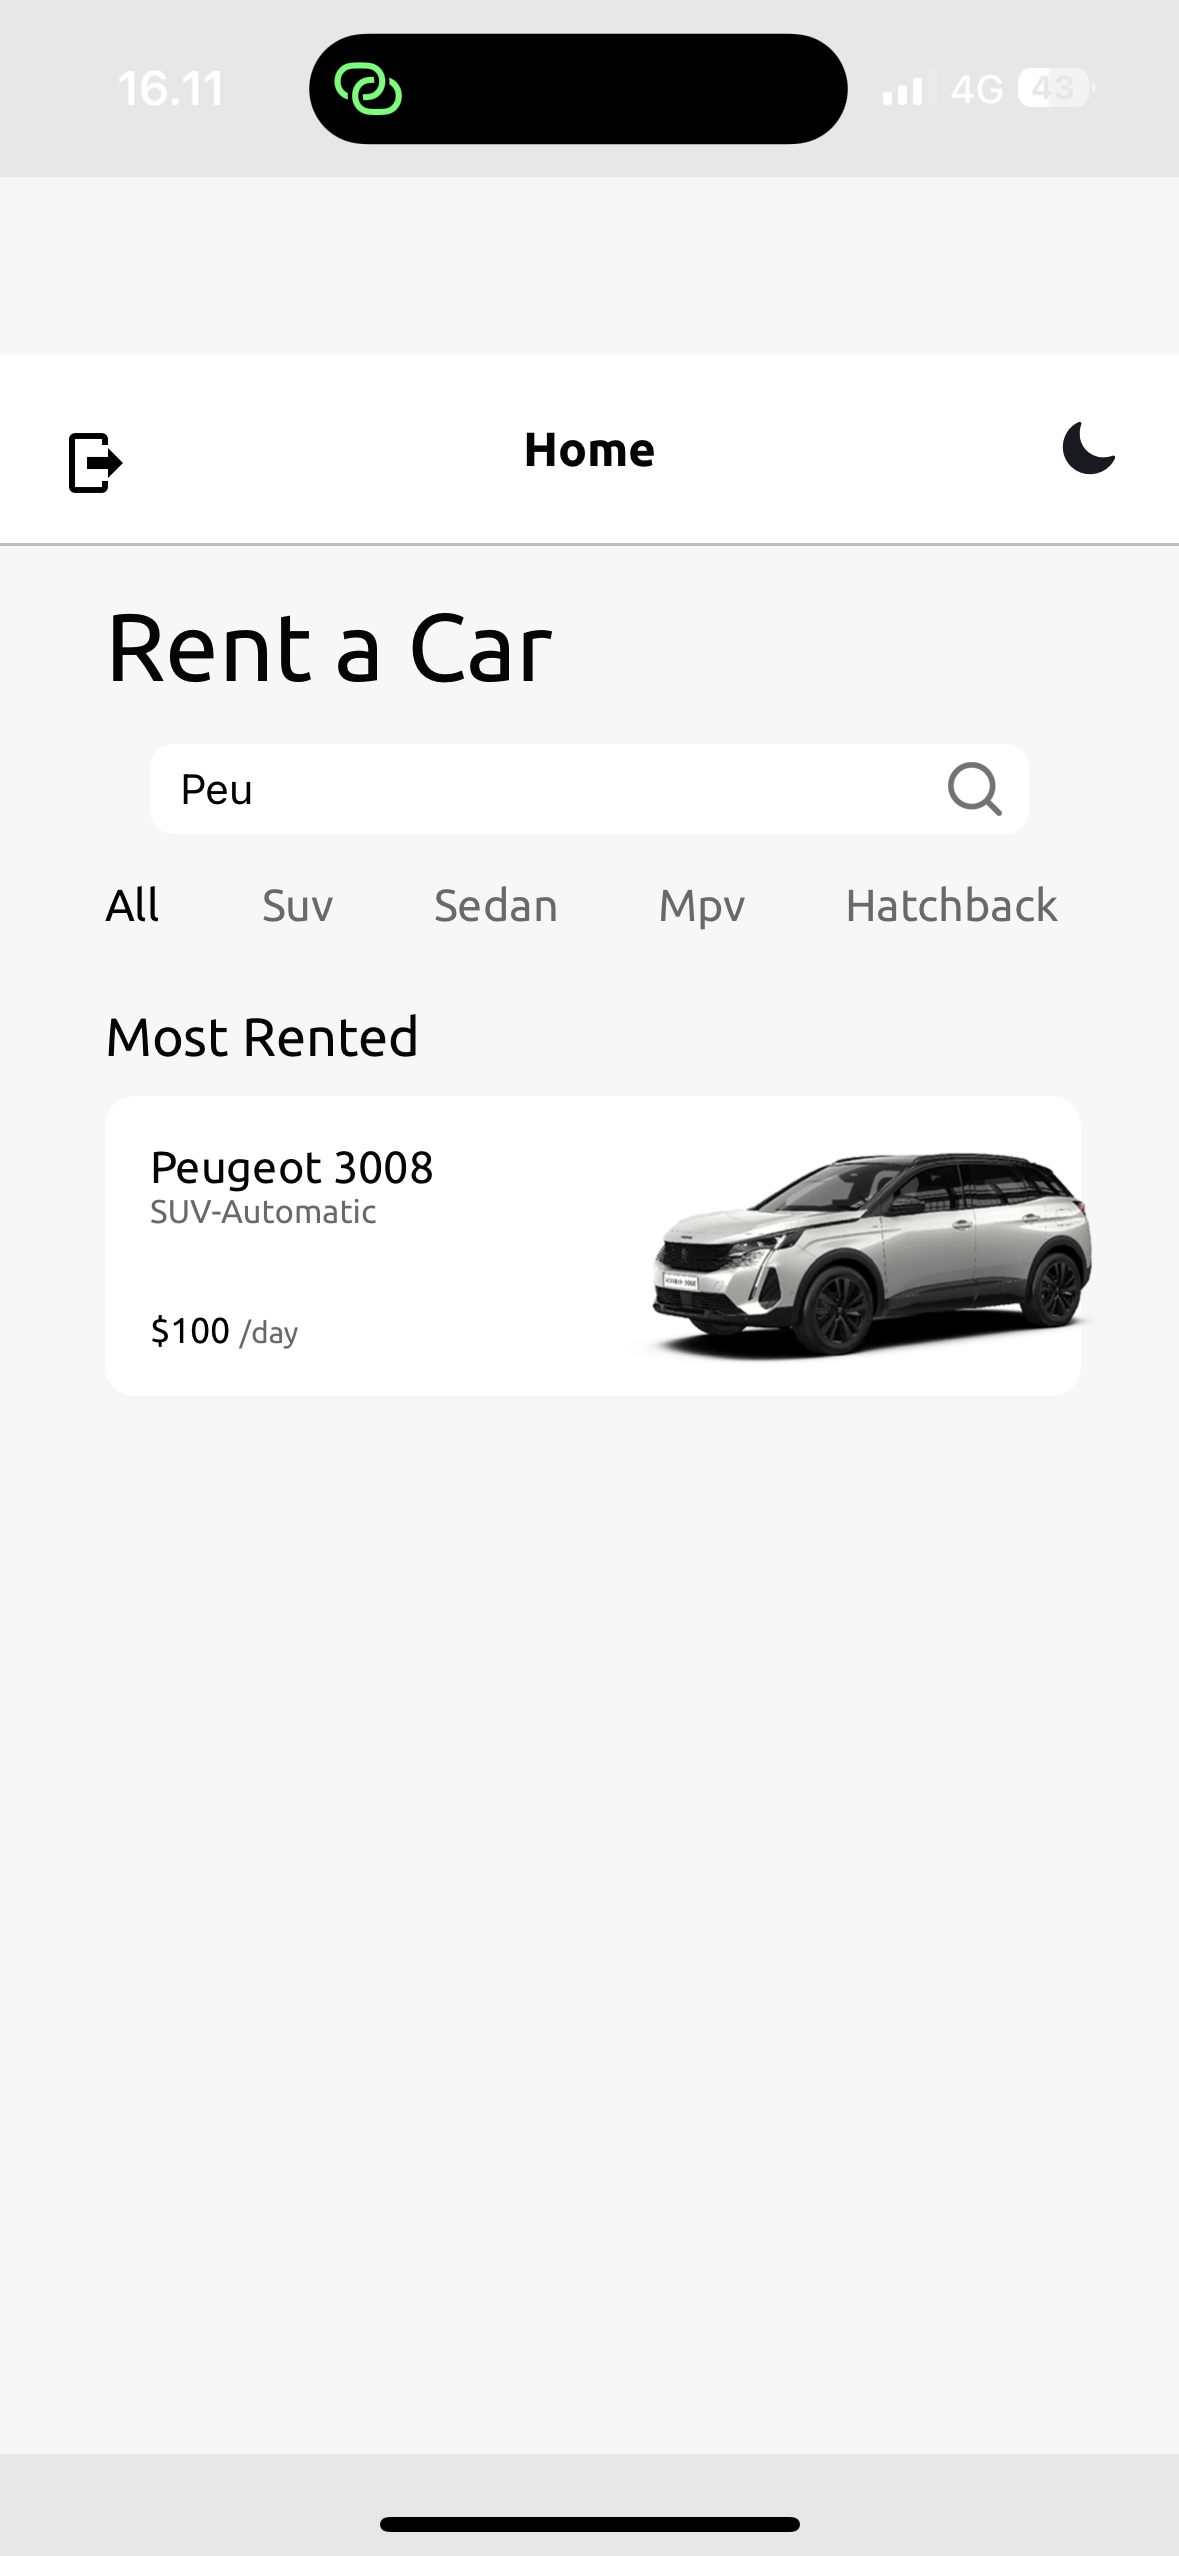 16.11 4G 43
Home
Rent a Car
Peu
All Suv Sedan Mpv Hatchback
Most Rented
Peugeot 3008
SUV-Automatic
$100 /day